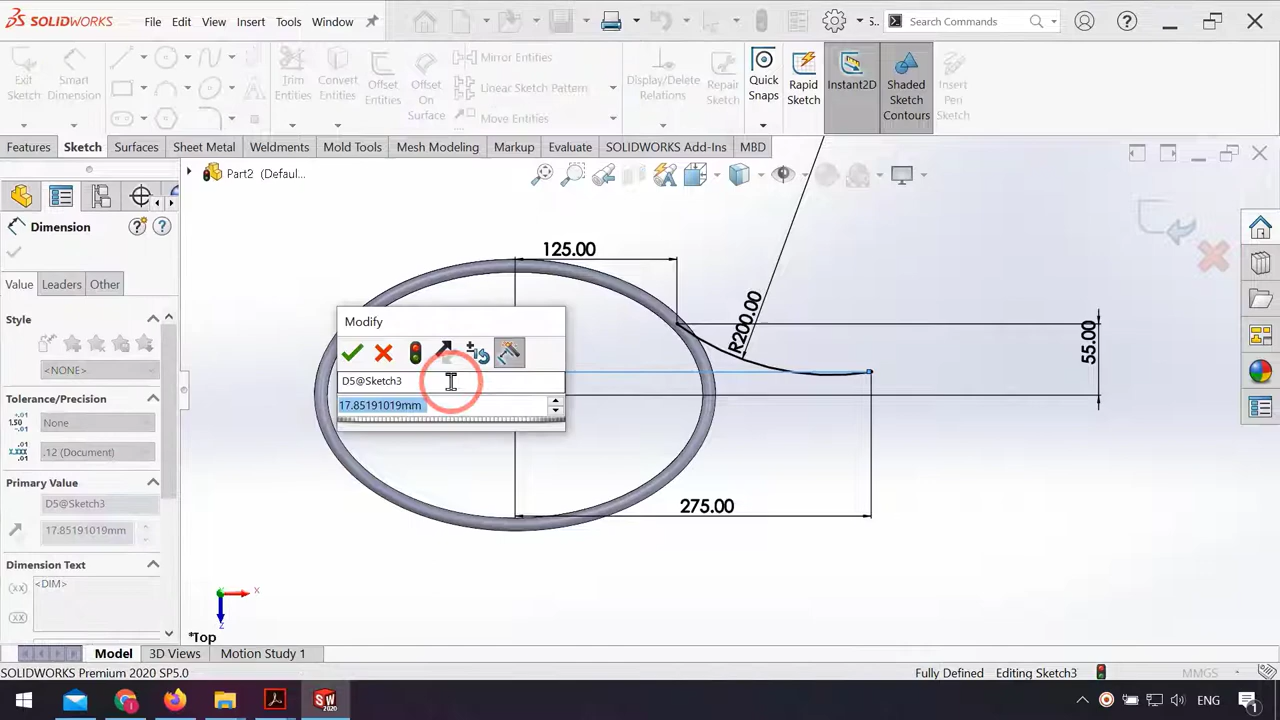 SOLIDWORKS File Edit View Insert Tools Window S.. Search Commands
Exit Sketch
Smart Dimension
Trim Entities
Convert Entities
Offset Entities
Offset On Surface
Mirror Entities
Linear Sketch Pattern
Move Entities
Display/Delete Relations
Repair Sketch
Quick Snaps
Rapid Sketch
Instant2D
Shaded Sketch Contours
Insert Pen Sketch
Features Sketch Surfaces Sheet Metal Weldments Mold Tools Mesh Modeling Markup Evaluate SOLIDWORKS Add-Ins MBD
Part2 (Defaul...
Dimension
Value Leaders Other
Style
<NONE>
Tolerance/Precision
None
.12 (Document)
Primary Value
D5@Sketch3
17.85191019mm
Dimension Text
<DIM>
125.00
R200.00
55.00
275.00
Modify
D5@Sketch3
17.85191019mm
x
z
*Top
Model 3D Views Motion Study 1
SOLIDWORKS Premium 2020 SP5.0 Fully Defined Editing Sketch3 MMGS
ENG